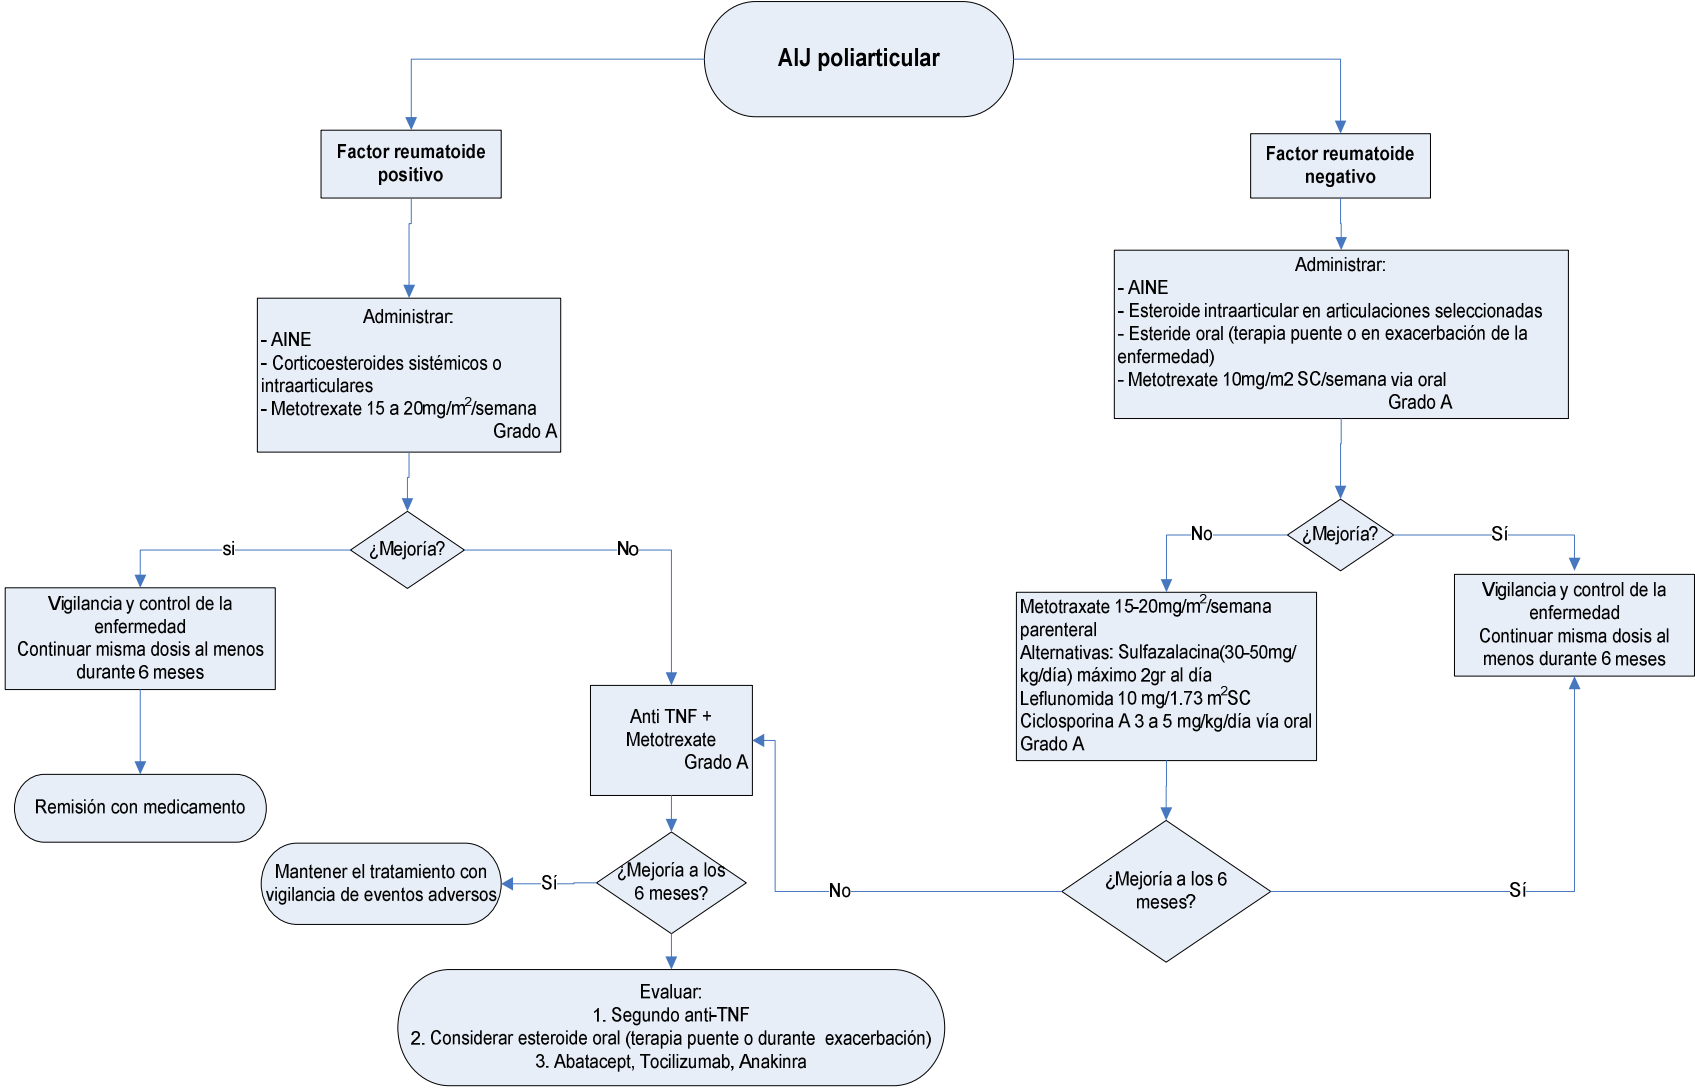 AIJ poliarticular
Factor reumatoide
positivo
Factor reumatoide
negativo
Administrar:
- AINE
- Corticoesteroides sistémicos o
intraarticulares
- Metotrexate 15 a 20mg/m²/semana
Grado A
Administrar:
- AINE
- Esteroide intraarticular en articulaciones seleccionadas
- Esteride oral (terapia puente o en exacerbación de la
enfermedad)
- Metotrexate 10mg/m2 SC/semana via oral
Grado A
¿Mejoría?
si
No
Vigilancia y control de la
enfermedad
Continuar misma dosis al menos
durante 6 meses
Remisión con medicamento
¿Mejoría?
No
Sí
Metotraxate 15-20mg/m²/semana
parenteral
Alternativas: Sulfazalacina(30-50mg/
kg/día) máximo 2gr al día
Leflunomida 10 mg/1.73 m²SC
Ciclosporina A 3 a 5 mg/kg/día vía oral
Grado A
Vigilancia y control de la
enfermedad
Continuar misma dosis al
menos durante 6 meses
Anti TNF +
Metotrexate
Grado A
¿Mejoría a los
6 meses?
Sí
Mantener el tratamiento con
vigilancia de eventos adversos
¿Mejoría a los 6
meses?
No
Sí
Evaluar:
1. Segundo anti-TNF
2. Considerar esteroide oral (terapia puente o durante exacerbación)
3. Abatacept, Tocilizumab, Anakinra